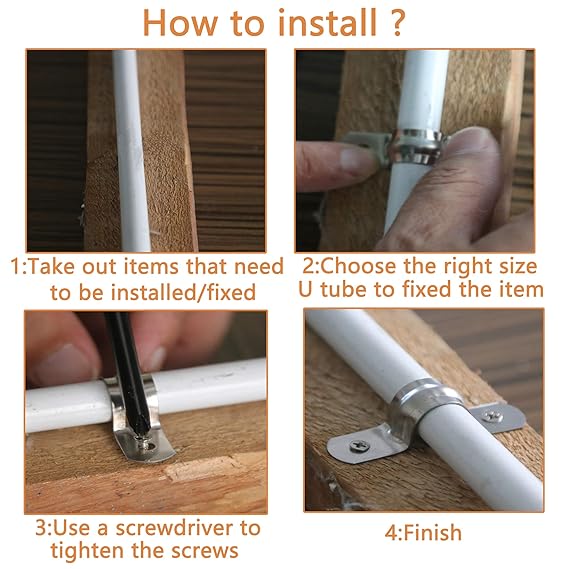 How to install ?
1:Take out items that need
to be installed/fixed
2:Choose the right size
U tube to fixed the item
3:Use a screwdriver to
tighten the screws
4:Finish